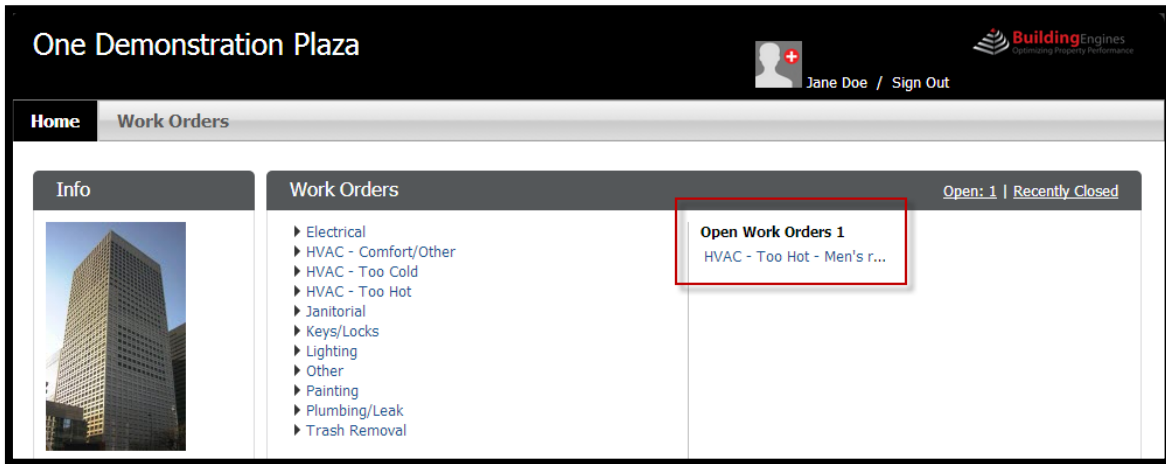 One Demonstration Plaza
BuildingEngines
Optimizing Property Performance
Jane Doe / Sign Out
Home Work Orders
Info
Work Orders
Open: 1 | Recently Closed
Electrical
HVAC - Comfort/Other
HVAC - Too Cold
HVAC - Too Hot
Janitorial
Keys/Locks
Lighting
Other
Painting
Plumbing/Leak
Trash Removal
Open Work Orders 1
HVAC - Too Hot - Men's r...